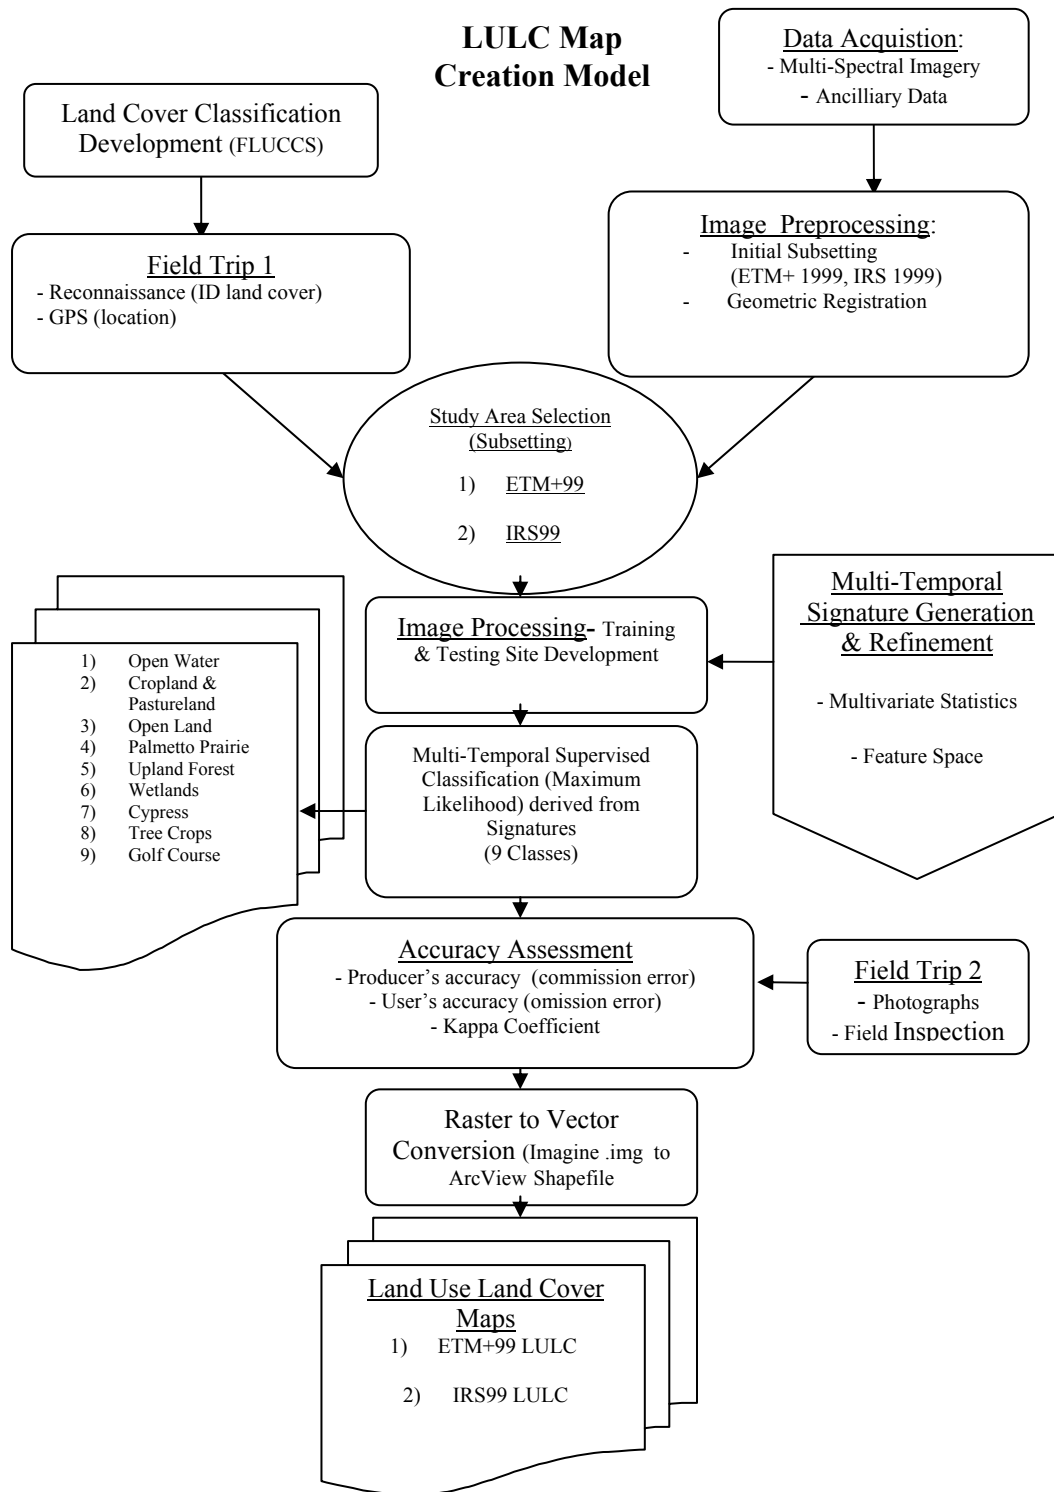 LULC Map
Creation Model
Data Acquistion:
- Multi-Spectral Imagery
- Ancilliary Data
Land Cover Classification
Development (FLUCCS)
Image Preprocessing:
- Initial Subsetting
(ETM+ 1999, IRS 1999)
- Geometric Registration
Field Trip 1
- Reconnaissance (ID land cover)
- GPS (location)
Study Area Selection
(Subsetting)
1) ETM+99
2) IRS99
Multi-Temporal
Signature Generation
& Refinement
- Multivariate Statistics
- Feature Space
Image Processing- Training
& Testing Site Development
1) Open Water
2) Cropland &
Pastureland
3) Open Land
4) Palmetto Prairie
5) Upland Forest
6) Wetlands
7) Cypress
8) Tree Crops
9) Golf Course
Multi-Temporal Supervised
Classification (Maximum
Likelihood) derived from
Signatures
(9 Classes)
Accuracy Assessment
- Producer’s accuracy (commission error)
- User’s accuracy (omission error)
- Kappa Coefficient
Field Trip 2
- Photographs
- Field Inspection
Raster to Vector
Conversion (Imagine .img to
ArcView Shapefile
Land Use Land Cover
Maps
1) ETM+99 LULC
2) IRS99 LULC